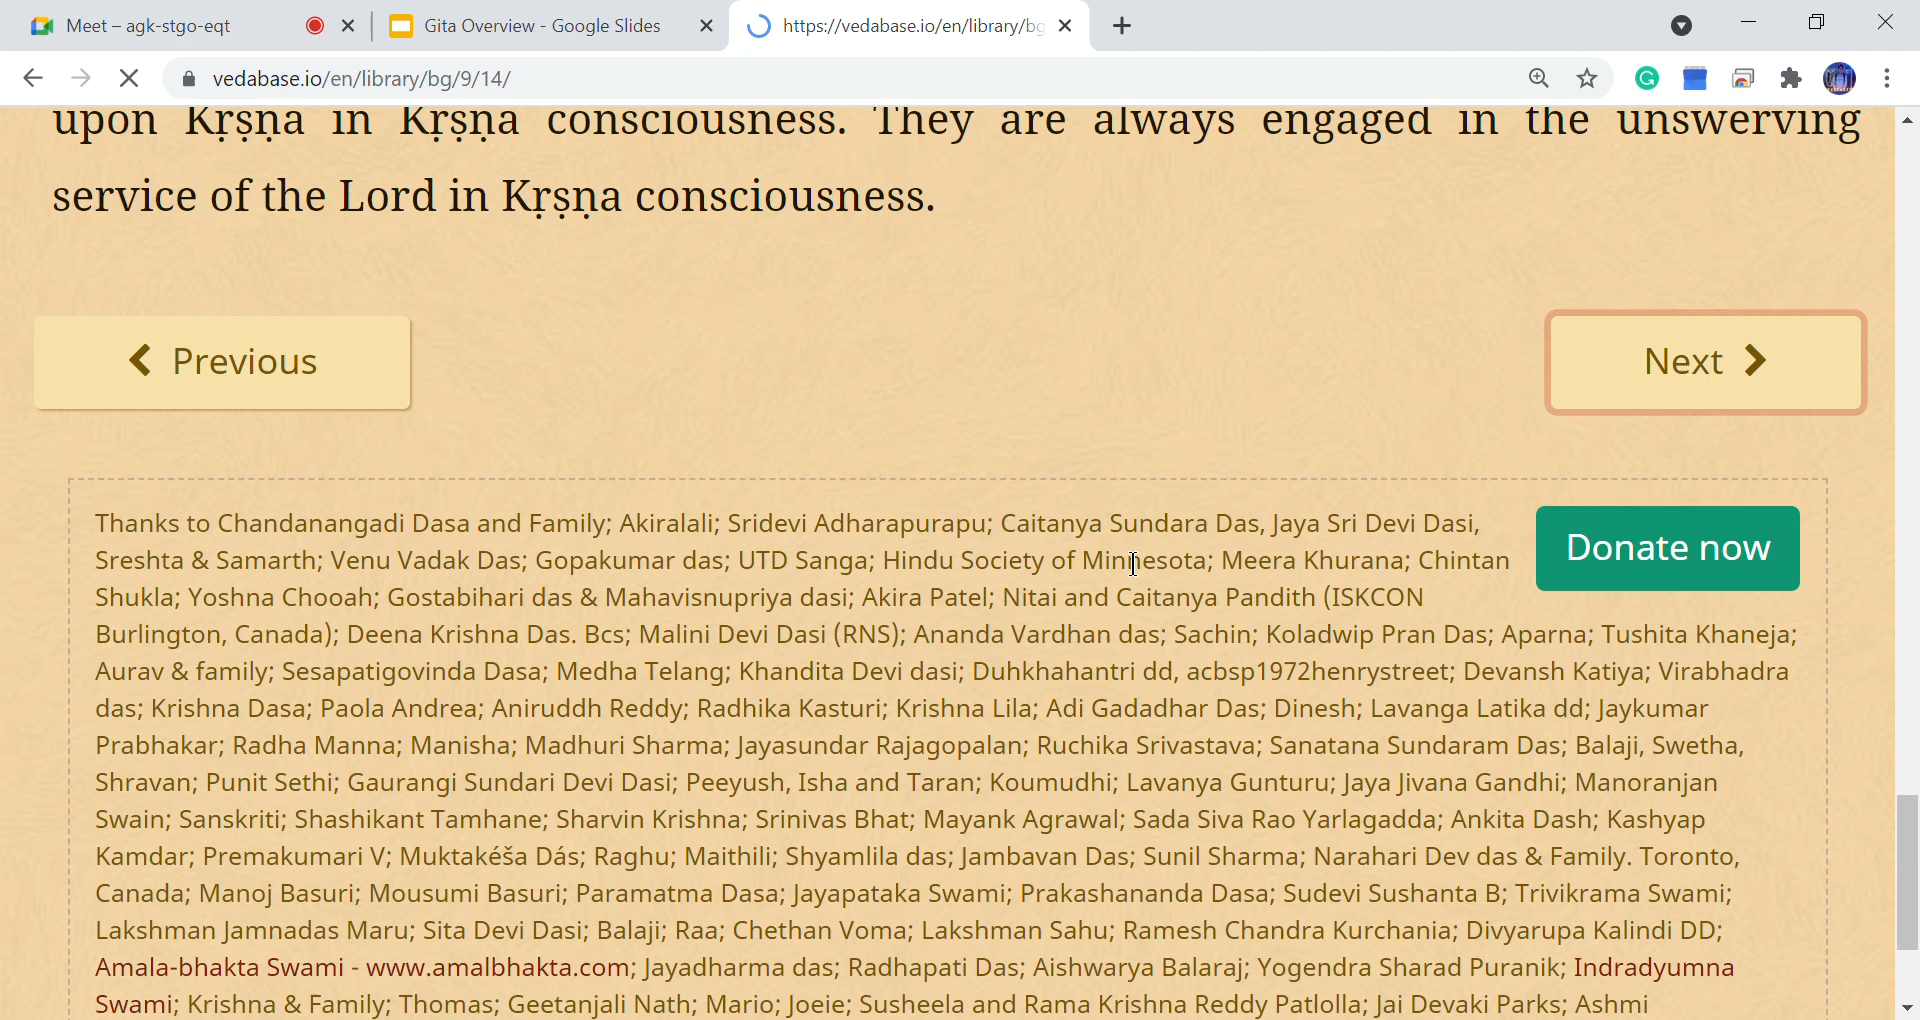 Meet – agk-stgo-eqt
Gita Overview - Google Slides
https://vedabase.io/en/library/bg
vedabase.io/en/library/bg/9/14/
upon Kṛṣṇa in Kṛṣṇa consciousness. They are always engaged in the unswerving
service of the Lord in Kṛṣṇa consciousness.
Previous
Next
Thanks to Chandanangadi Dasa and Family; Akiralali; Sridevi Adharapurapu; Caitanya Sundara Das, Jaya Sri Devi Dasi,
Sreshta & Samarth; Venu Vadak Das; Gopakumar das; UTD Sanga; Hindu Society of Minnesota; Meera Khurana; Chintan
Shukla; Yoshna Chooah; Gostabihari das & Mahavisnupriya dasi; Akira Patel; Nitai and Caitanya Pandith (ISKCON
Burlington, Canada); Deena Krishna Das. Bcs; Malini Devi Dasi (RNS); Ananda Vardhan das; Sachin; Koladwip Pran Das; Aparna; Tushita Khaneja;
Aurav & family; Sesapatigovinda Dasa; Medha Telang; Khandita Devi dasi; Duhkhahantri dd, acbsp1972henrystreet; Devansh Katiya; Virabhadra
das; Krishna Dasa; Paola Andrea; Aniruddh Reddy; Radhika Kasturi; Krishna Lila; Adi Gadadhar Das; Dinesh; Lavanga Latika dd; Jaykumar
Prabhakar; Radha Manna; Manisha; Madhuri Sharma; Jayasundar Rajagopalan; Ruchika Srivastava; Sanatana Sundaram Das; Balaji, Swetha,
Shravan; Punit Sethi; Gaurangi Sundari Devi Dasi; Peeyush, Isha and Taran; Koumudhi; Lavanya Gunturu; Jaya Jivana Gandhi; Manoranjan
Swain; Sanskriti; Shashikant Tamhane; Sharvin Krishna; Srinivas Bhat; Mayank Agrawal; Sada Siva Rao Yarlagadda; Ankita Dash; Kashyap
Kamdar; Premakumari V; Muktakéša Dás; Raghu; Maithili; Shyamlila das; Jambavan Das; Sunil Sharma; Narahari Dev das & Family. Toronto,
Canada; Manoj Basuri; Mousumi Basuri; Paramatma Dasa; Jayapataka Swami; Prakashananda Dasa; Sudevi Sushanta B; Trivikrama Swami;
Lakshman Jamnadas Maru; Sita Devi Dasi; Balaji; Raa; Chethan Voma; Lakshman Sahu; Ramesh Chandra Kurchania; Divyarupa Kalindi DD;
Amala-bhakta Swami - www.amalbhakta.com; Jayadharma das; Radhapati Das; Aishwarya Balaraj; Yogendra Sharad Puranik; Indradyumna
Swami; Krishna & Family; Thomas; Geetanjali Nath; Mario; Joeie; Susheela and Rama Krishna Reddy Patlolla; Jai Devaki Parks; Ashmi
Donate now